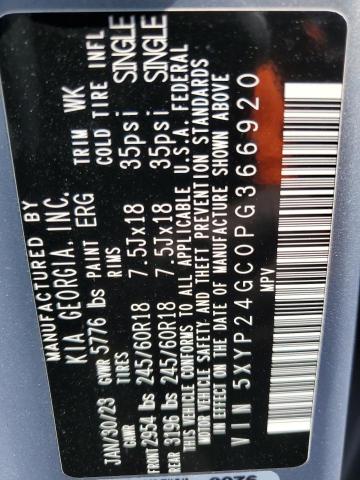 MANUFACTURED BY
KIA GEORGIA, INC.
JAN/30/23 GVWR 5776 lbs PAINT ERG TRIM WK
GAWR TIRES RIMS COLD TIRE INFL
FRONT 2954 lbs 245/60R18 7.5Jx18 35psi SINGLE
REAR 3196 lbs 245/60R18 7.5Jx18 35psi SINGLE
THIS VEHICLE CONFORMS TO ALL APPLICABLE U.S.A. FEDERAL
MOTOR VEHICLE SAFETY AND THEFT PREVENTION STANDARDS
IN EFFECT ON THE DATE OF MANUFACTURE SHOWN ABOVE
VIN 5XYP24GC0PG366920
MPV